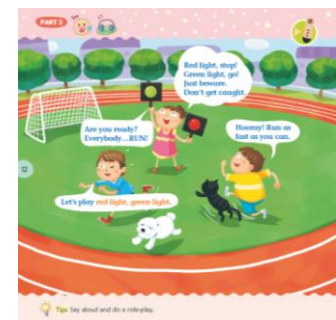 PART 2
Red light, stop!
Green light, go!
Just beware.
Don't get caught.
Are you ready?
Everybody...RUN!
Hooray! Run as
fast as you can.
12
Let's play red light, green light.
Tip: Say aloud and do a role-play.